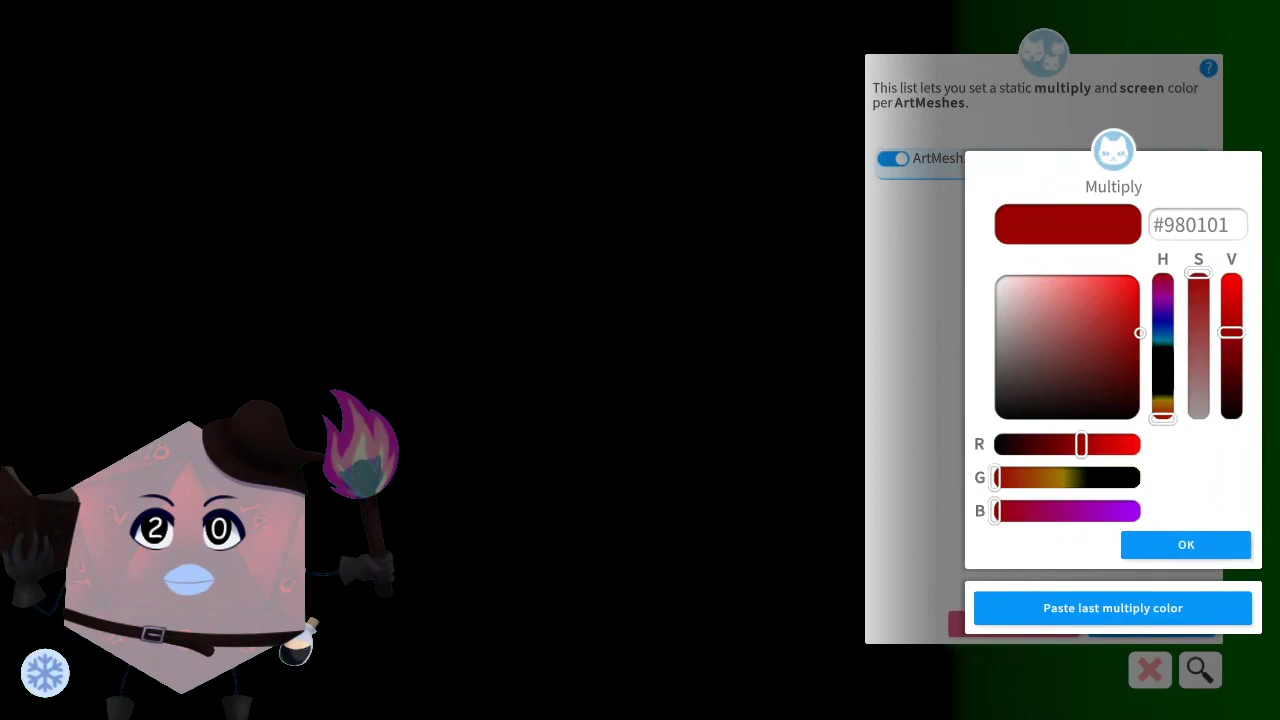 ?
This list lets you set a static multiply and screen color
per ArtMeshes.
ArtMesh
Multiply
#980101
H S V
R
G
B
OK
Paste last multiply color
2 0